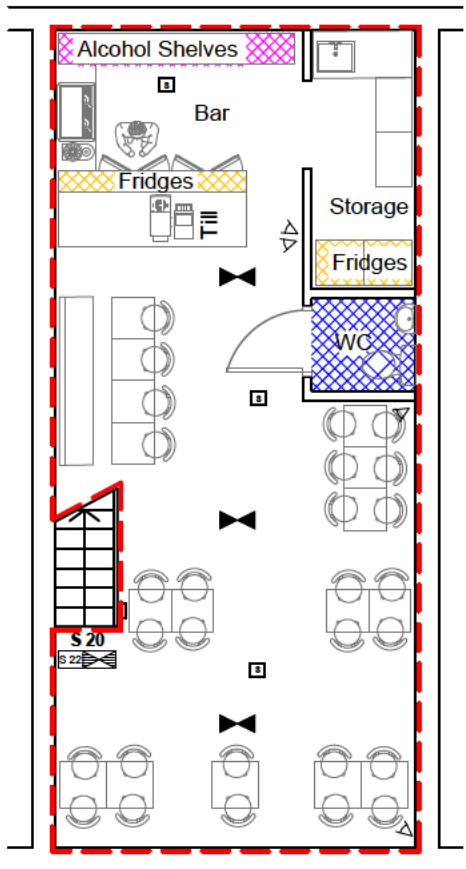 Alcohol Shelves
S
Bar
Fridges
Till
Storage
Fridges
WC
S
S 20
S 22
S